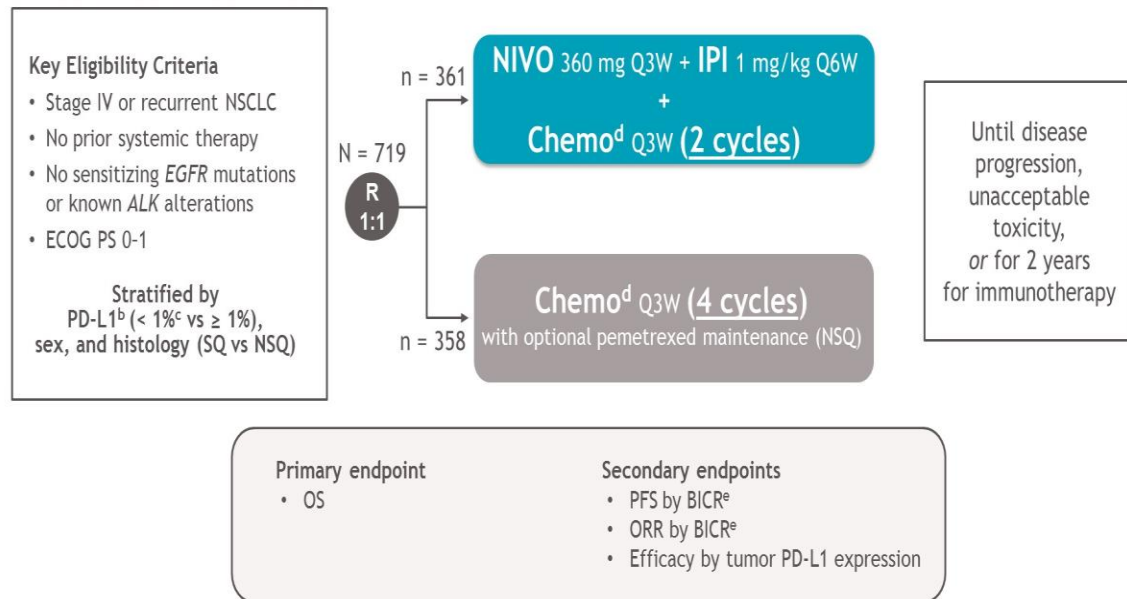 Key Eligibility Criteria
• Stage IV or recurrent NSCLC
• No prior systemic therapy
• No sensitizing EGFR mutations
or known ALK alterations
• ECOG PS 0-1
Stratified by
PD-L1ᵇ (< 1%ᶜ vs ≥ 1%),
sex, and histology (SQ vs NSQ)
N = 719
R
1:1
n = 361
NIVO 360 mg Q3W + IPI 1 mg/kg Q6W
+
Chemoᵈ Q3W (2 cycles)
n = 358
Chemoᵈ Q3W (4 cycles)
with optional pemetrexed maintenance (NSQ)
Until disease
progression,
unacceptable
toxicity,
or for 2 years
for immunotherapy
Primary endpoint
• OS
Secondary endpoints
• PFS by BICRᵉ
• ORR by BICRᵉ
• Efficacy by tumor PD-L1 expression